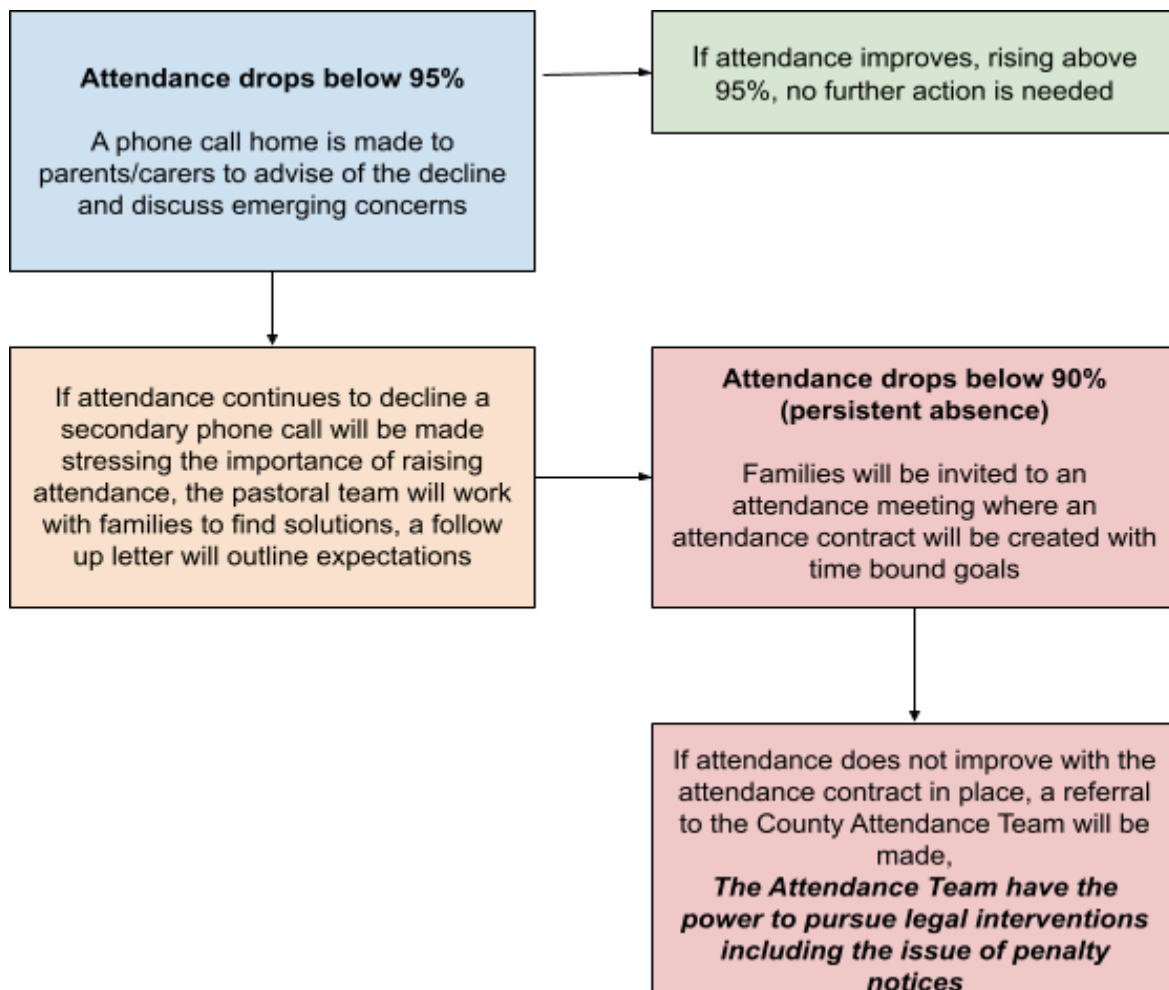 Attendance drops below 95%
A phone call home is made to
parents/carers to advise of the decline
and discuss emerging concerns
If attendance improves, rising above
95%, no further action is needed
If attendance continues to decline a
secondary phone call will be made
stressing the importance of raising
attendance, the pastoral team will work
with families to find solutions, a follow
up letter will outline expectations
Attendance drops below 90%
(persistent absence)
Families will be invited to an
attendance meeting where an
attendance contract will be created with
time bound goals
If attendance does not improve with the
attendance contract in place, a referral
to the County Attendance Team will be
made,
The Attendance Team have the
power to pursue legal interventions
including the issue of penalty
notices